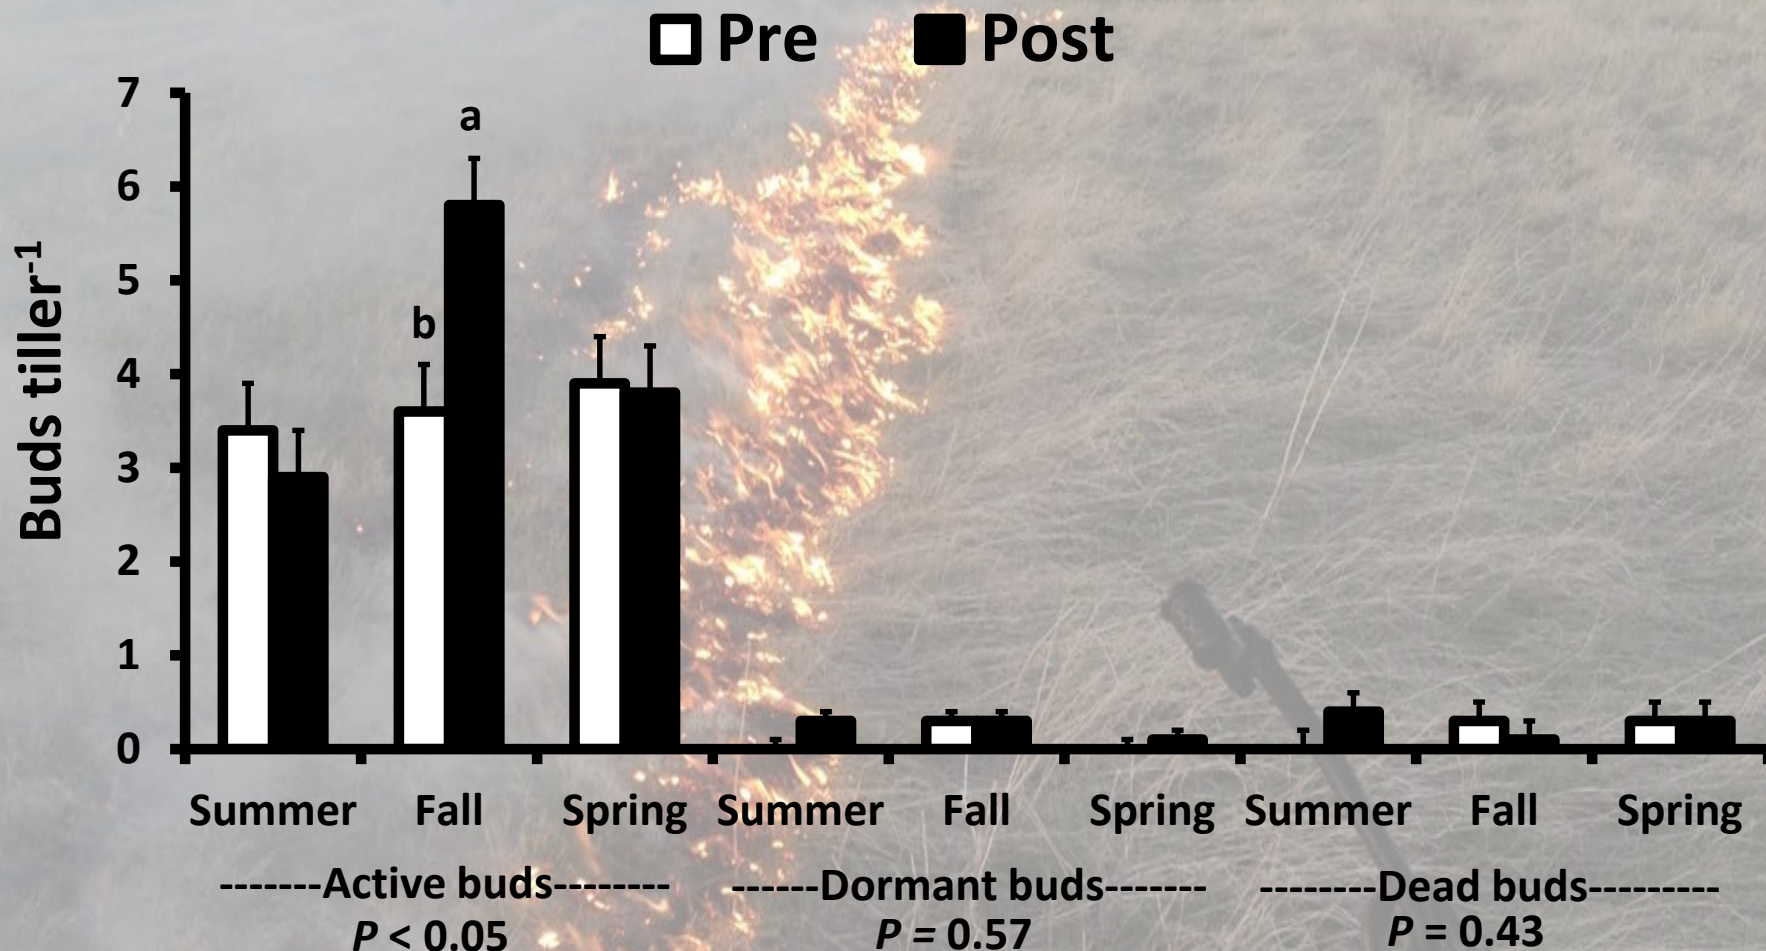 Pre Post
7
a
6
5
b
4
3
2
1
0
Buds tiller-1
Summer Fall Spring Summer Fall Spring Summer Fall Spring
-------Active buds-------- ------Dormant buds------- --------Dead buds---------
P < 0.05 P = 0.57 P = 0.43